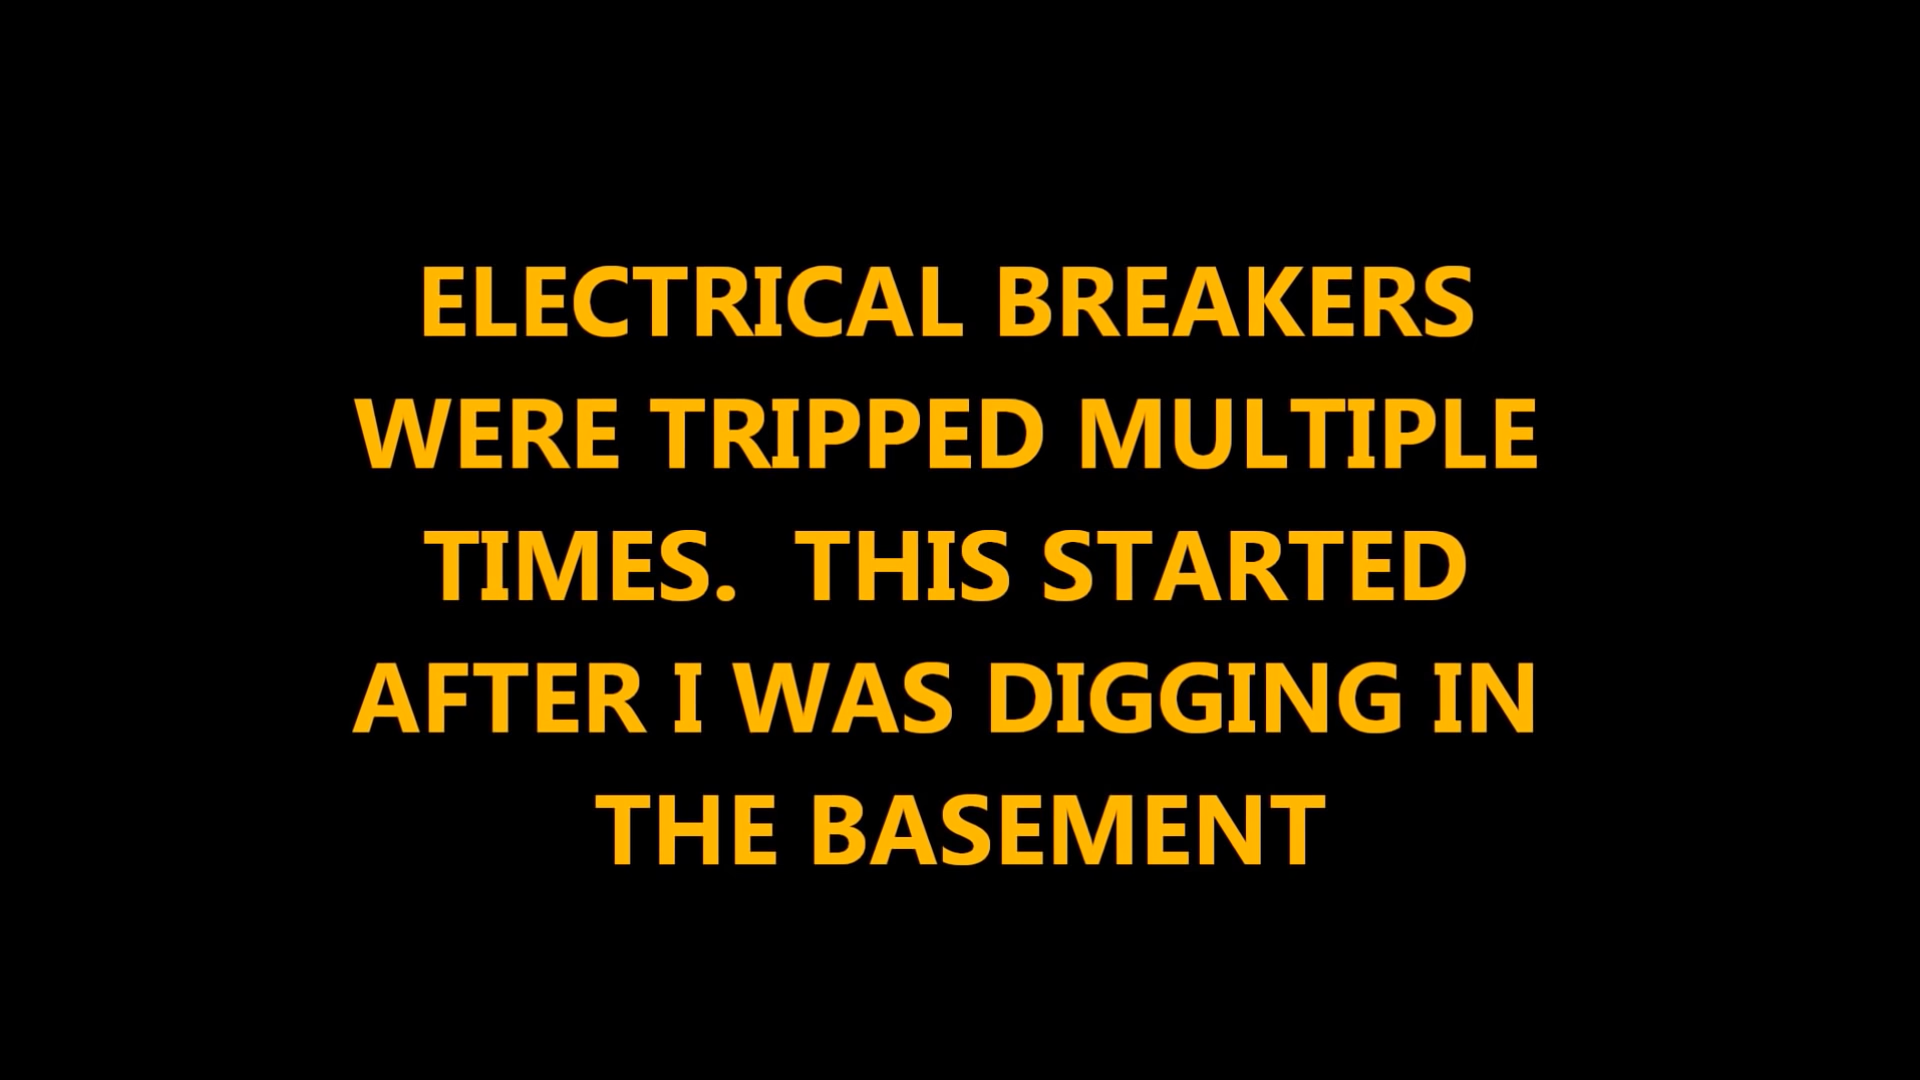 ELECTRICAL BREAKERS
WERE TRIPPED MULTIPLE
TIMES.  THIS STARTED
AFTER I WAS DIGGING IN
THE BASEMENT